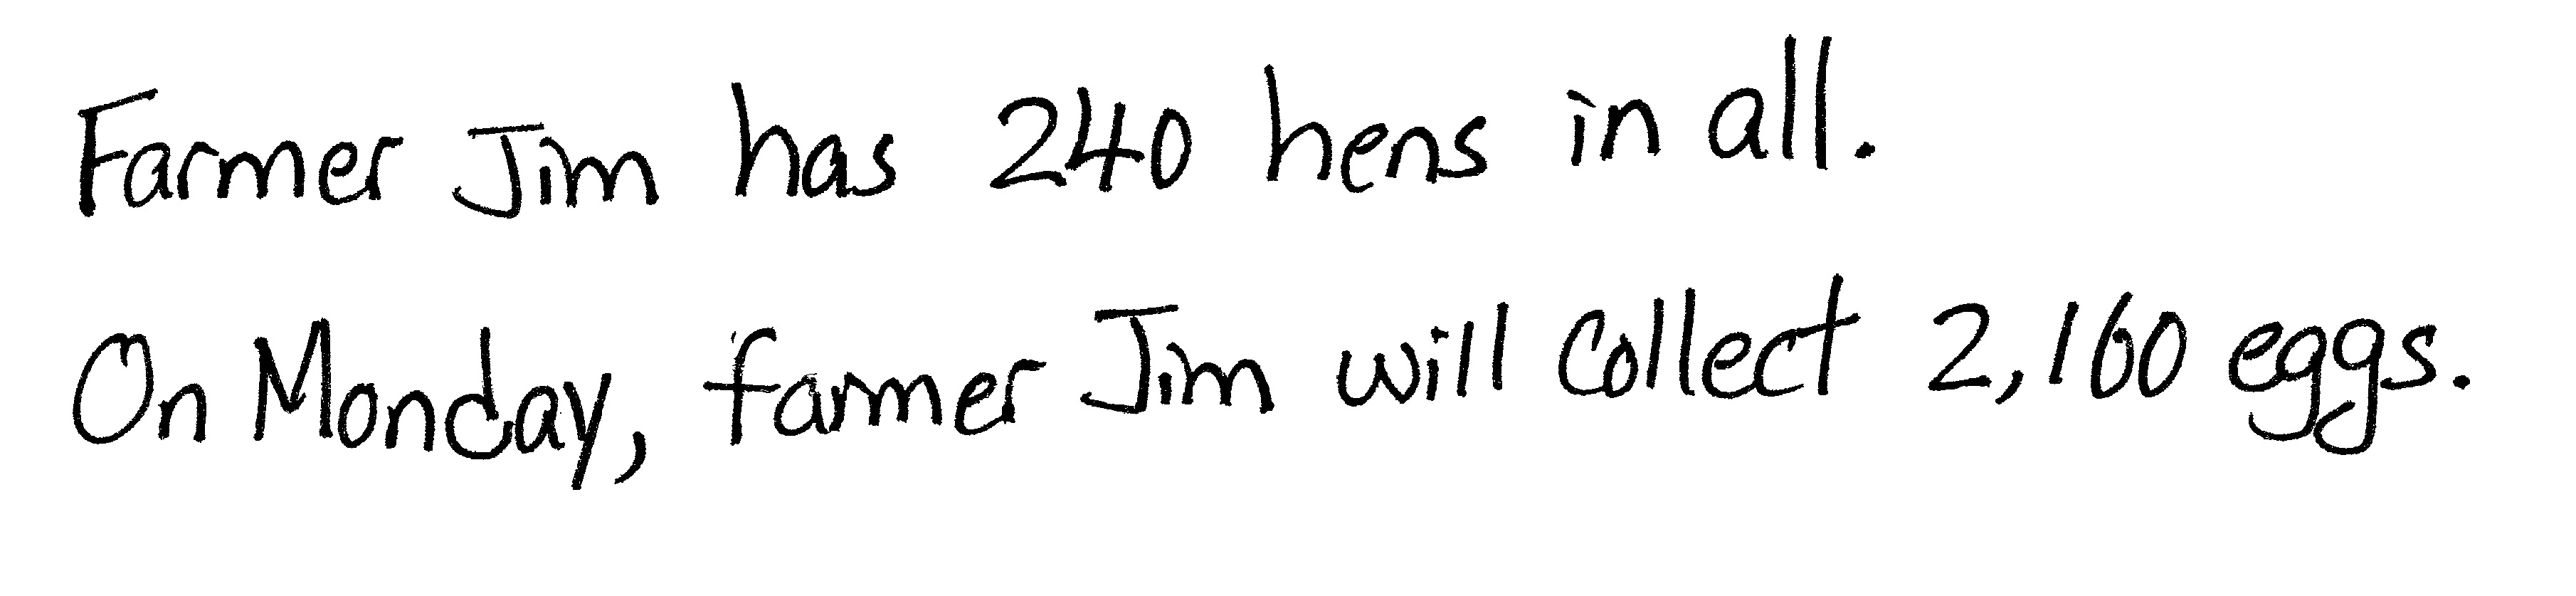 Farmer Jim has 240 hens in all.
On Monday, farmer Jim will collect 2,160 eggs.